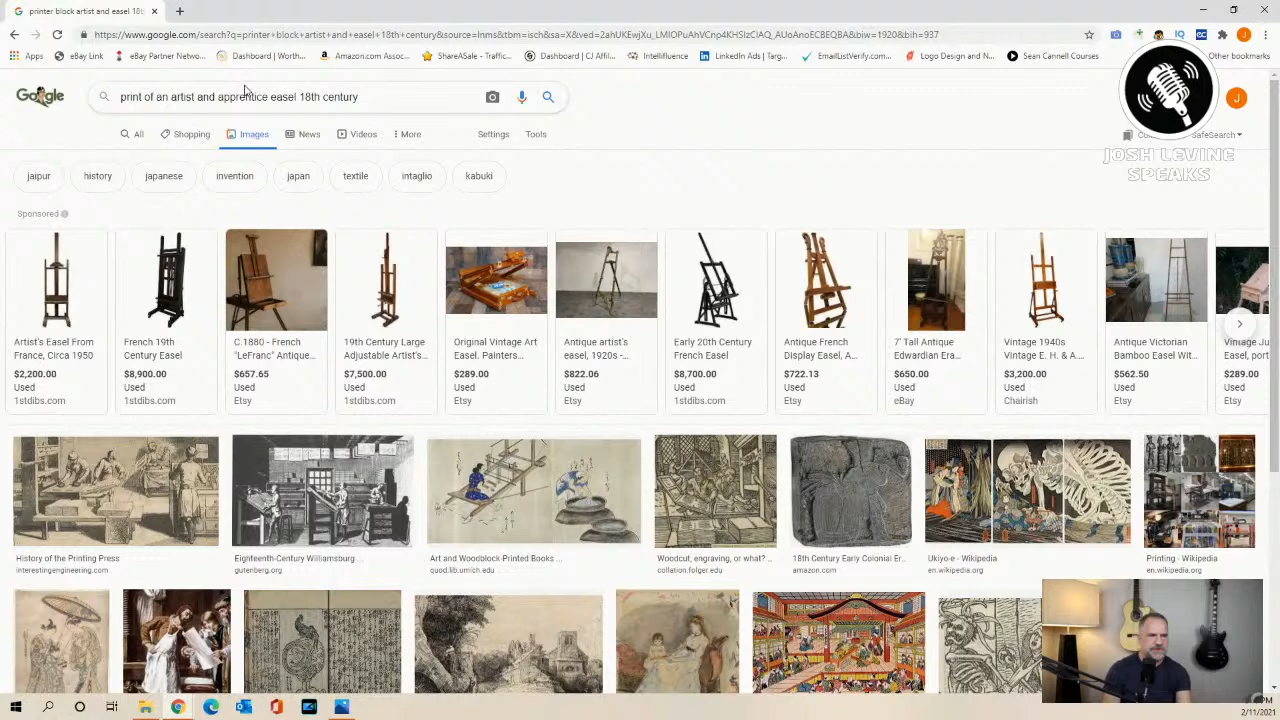 printer block artist and easel 18t
https://www.google.com/search?q=printer+block+artist+and+easel+18th+century&source=lnms&tbm=isch&sa=X&ved=2ahUKEwjXu_LMIOPuAhVCnp4KHSIzCIAQ_AUoAnoECBEQBA&biw=1920&bih=937
Apps
eBay Link
Favorites
Dashboard | Worth...
Amazon.com Assoc...
ShareASale - Traffic...
Dashboard | CJ Affil...
Intellifluence
LinkedIn Ads | Targ...
EmailListVerify.com...
Logo Design and N...
Sean Cannell Courses
Other bookmarks
Google
print of an artist and apprentice easel 18th century
J
All
Shopping
Images
News
Videos
More
Settings
Tools
SafeSearch
JOSH LEVINE
SPEAKS
jaipur
history
japanese
invention
japan
textile
intaglio
kabuki
Sponsored
Artist's Easel From
France, Circa 1950
$2,200.00
Used
1stdibs.com
French 19th
Century Easel
$8,900.00
Used
1stdibs.com
C.1880 - French
"LeFranc" Antique...
$657.65
Used
Etsy
19th Century Large
Adjustable Artist's...
$7,500.00
Used
1stdibs.com
Original Vintage Art
Easel. Painters...
$289.00
Used
Etsy
Antique artist's
easel, 1920s -...
$822.06
Used
Etsy
Early 20th Century
French Easel
$8,700.00
Used
1stdibs.com
Antique French
Display Easel, A...
$722.13
Used
Etsy
7' Tall Antique
Edwardian Era...
$650.00
Used
eBay
Vintage 1940s
Vintage E. H. & A....
$3,200.00
Used
Chairish
Antique Victorian
Bamboo Easel Wit...
$562.50
Used
Etsy
Vintage Ju
Easel, port
$289.00
Used
Etsy
History of the Printing Press
interestingengineering.com
Eighteenth-Century Williamsburg ...
gutenberg.org
Art and Woodblock-Printed Books ...
quod.lib.umich.edu
Woodcut, engraving, or what? ...
collation.folger.edu
18th Century Early Colonial Er...
amazon.com
Ukiyo-e - Wikipedia
en.wikipedia.org
Printing - Wikipedia
en.wikipedia.org
PM
2/11/2021